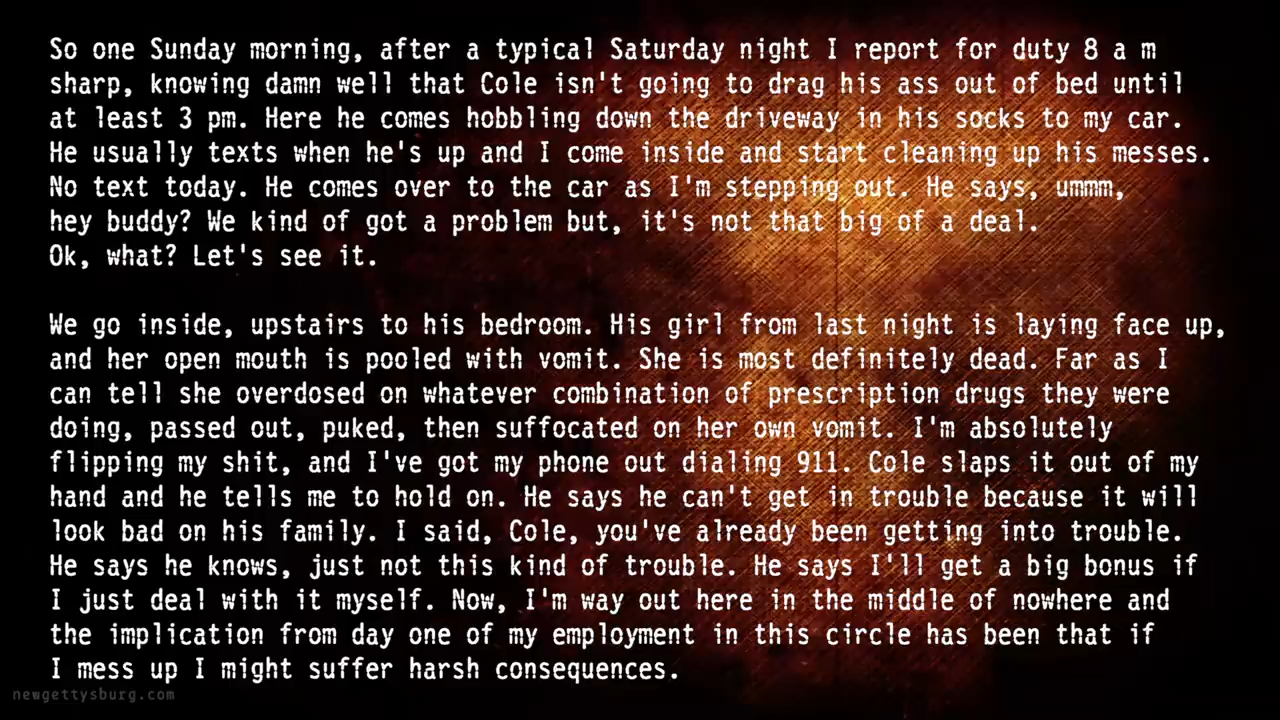 So one Sunday morning, after a typical Saturday night I report for duty 8 a m
sharp, knowing damn well that Cole isn't going to drag his ass out of bed until
at least 3 pm. Here he comes hobbling down the driveway in his socks to my car.
He usually texts when he's up and I come inside and start cleaning up his messes.
No text today. He comes over to the car as I'm stepping out. He says, ummm,
hey buddy? We kind of got a problem but, it's not that big of a deal.
Ok, what? Let's see it.
We go inside, upstairs to his bedroom. His girl from last night is laying face up,
and her open mouth is pooled with vomit. She is most definitely dead. Far as I
can tell she overdosed on whatever combination of prescription drugs they were
doing, passed out, puked, then suffocated on her own vomit. I'm absolutely
flipping my shit, and I've got my phone out dialing 911. Cole slaps it out of my
hand and he tells me to hold on. He says he can't get in trouble because it will
look bad on his family. I said, Cole, you've already been getting into trouble.
He says he knows, just not this kind of trouble. He says I'll get a big bonus if
I just deal with it myself. Now, I'm way out here in the middle of nowhere and
the implication from day one of my employment in this circle has been that if
I mess up I might suffer harsh consequences.
newgettysburg.com